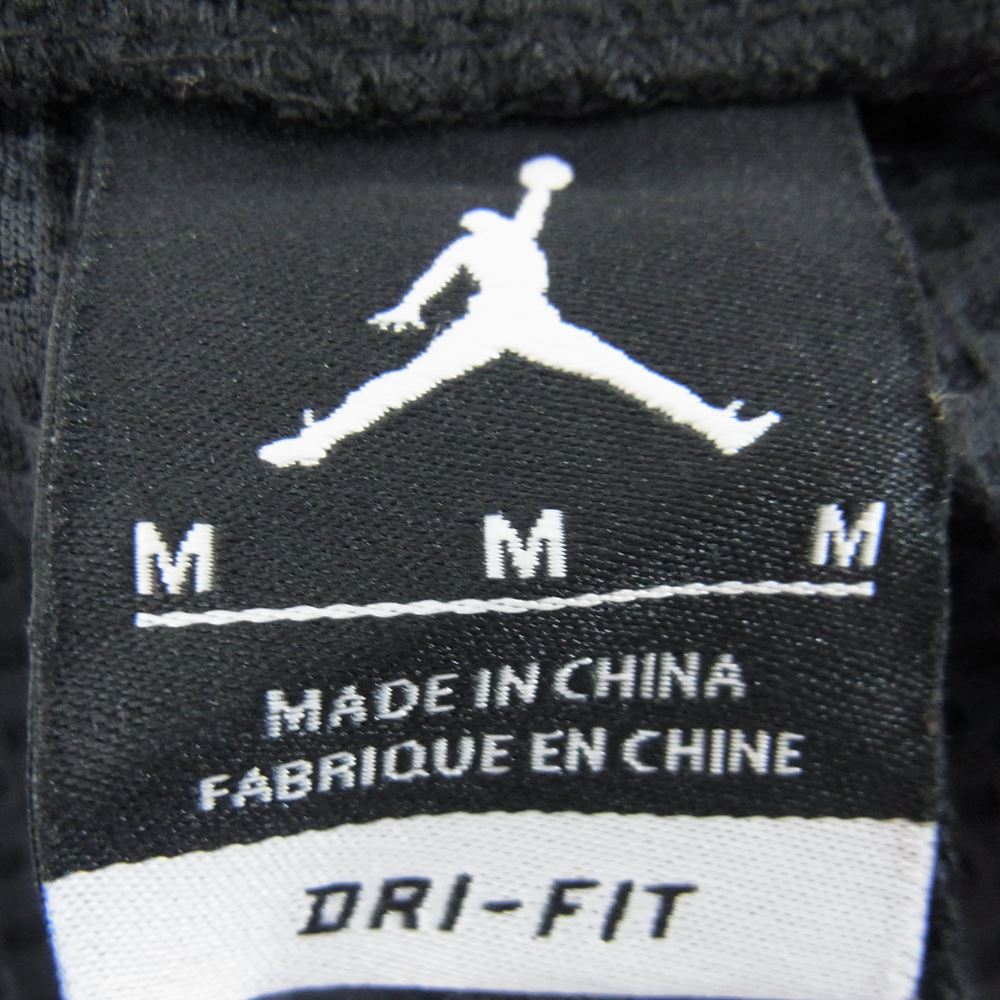 M M M
MADE IN CHINA
FABRIQUE EN CHINE
DRI-FIT